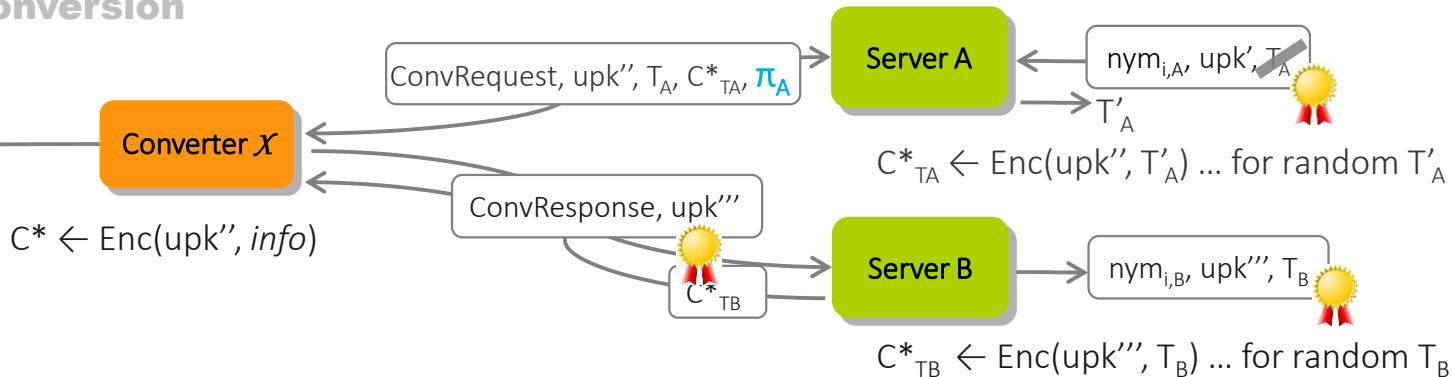 onversion
ConvRequest, upk'', T_A, C*_TA, π_A
Server A
nym_i,A, upk', T_A
T'_A
C*_TA ← Enc(upk'', T'_A) ... for random T'_A
Converter X
C* ← Enc(upk'', info)
ConvResponse, upk'''
C*_TB
Server B
nym_i,B, upk''', T_B
C*_TB ← Enc(upk''', T_B) ... for random T_B